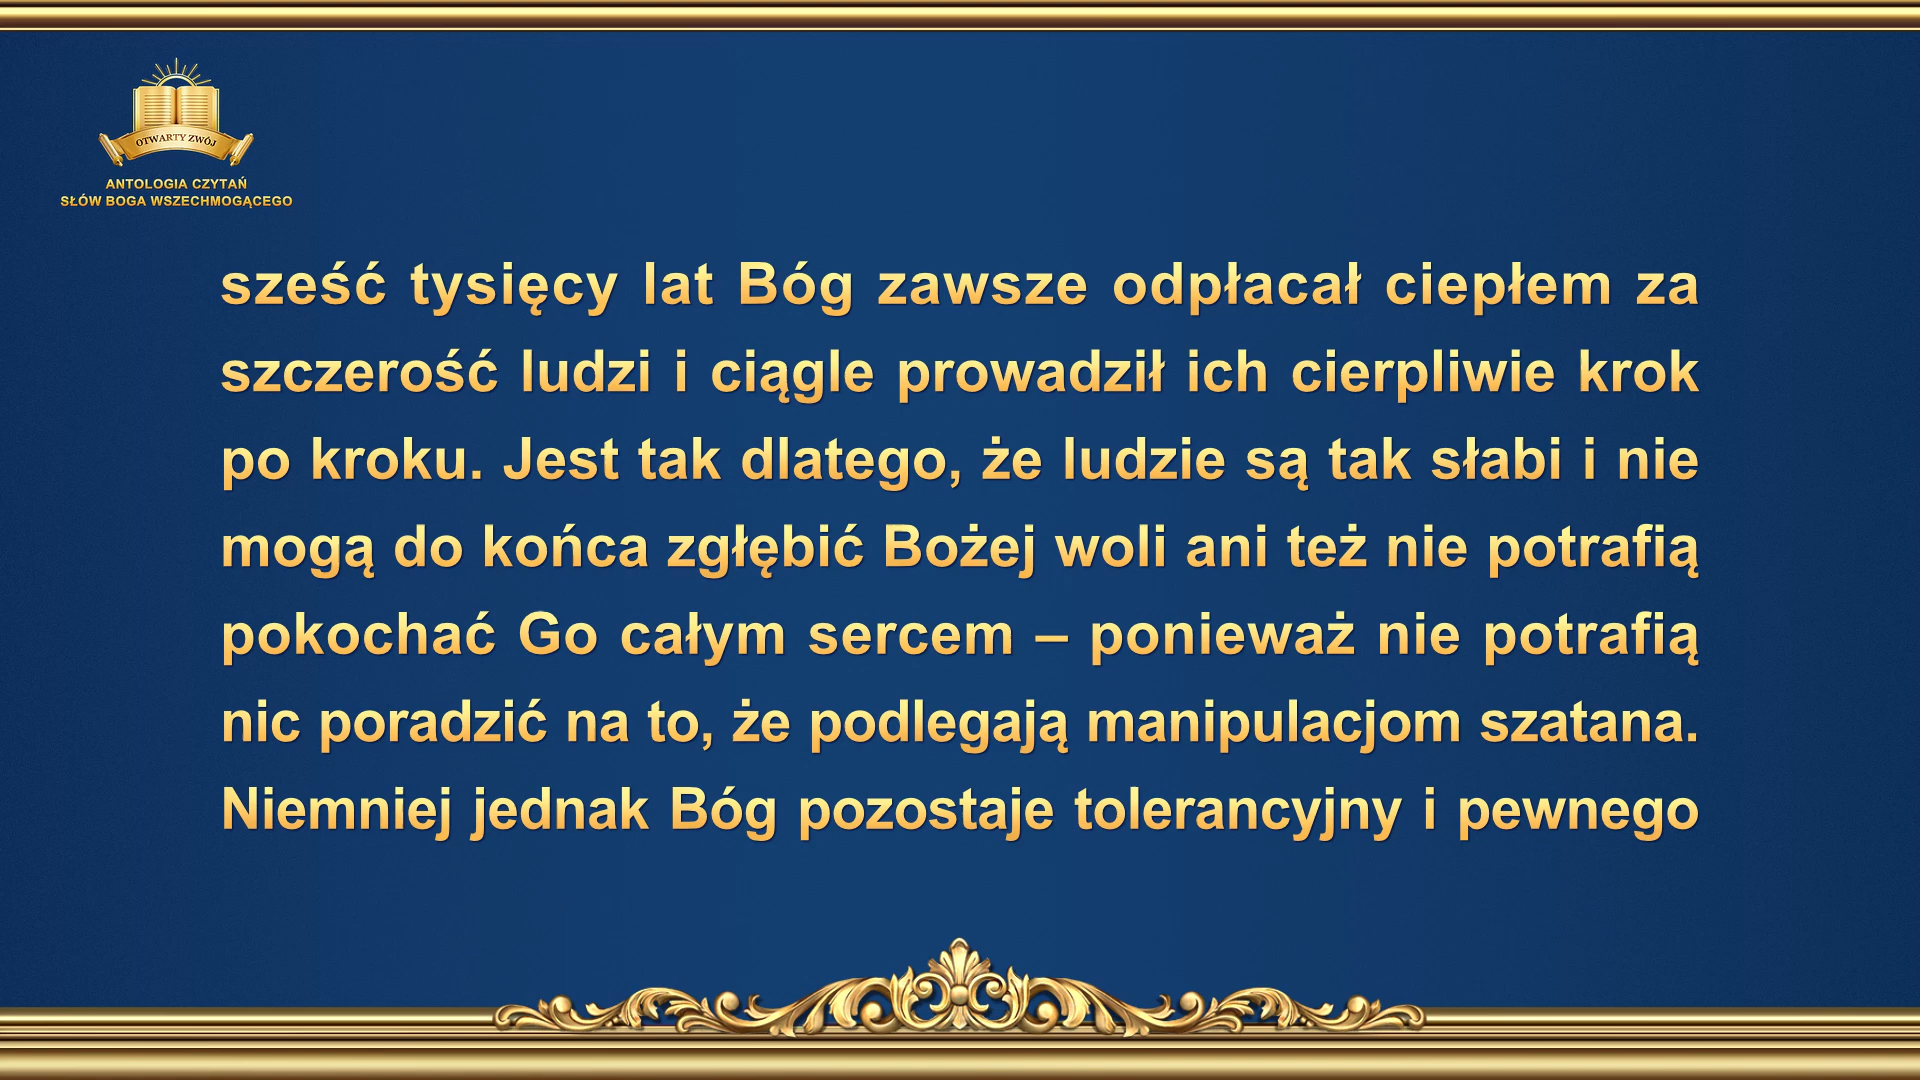 OTWARTY ZWÓJ
ANTOLOGIA CZYTAŃ
SŁÓW BOGA WSZECHMOGĄCEGO
sześć tysięcy lat Bóg zawsze odpłacał ciepłem za
szczerość ludzi i ciągle prowadził ich cierpliwie krok
po kroku. Jest tak dlatego, że ludzie są tak słabi i nie
mogą do końca zgłębić Bożej woli ani też nie potrafią
pokochać Go całym sercem – ponieważ nie potrafią
nic poradzić na to, że podlegają manipulacjom szatana.
Niemniej jednak Bóg pozostaje tolerancyjny i pewnego